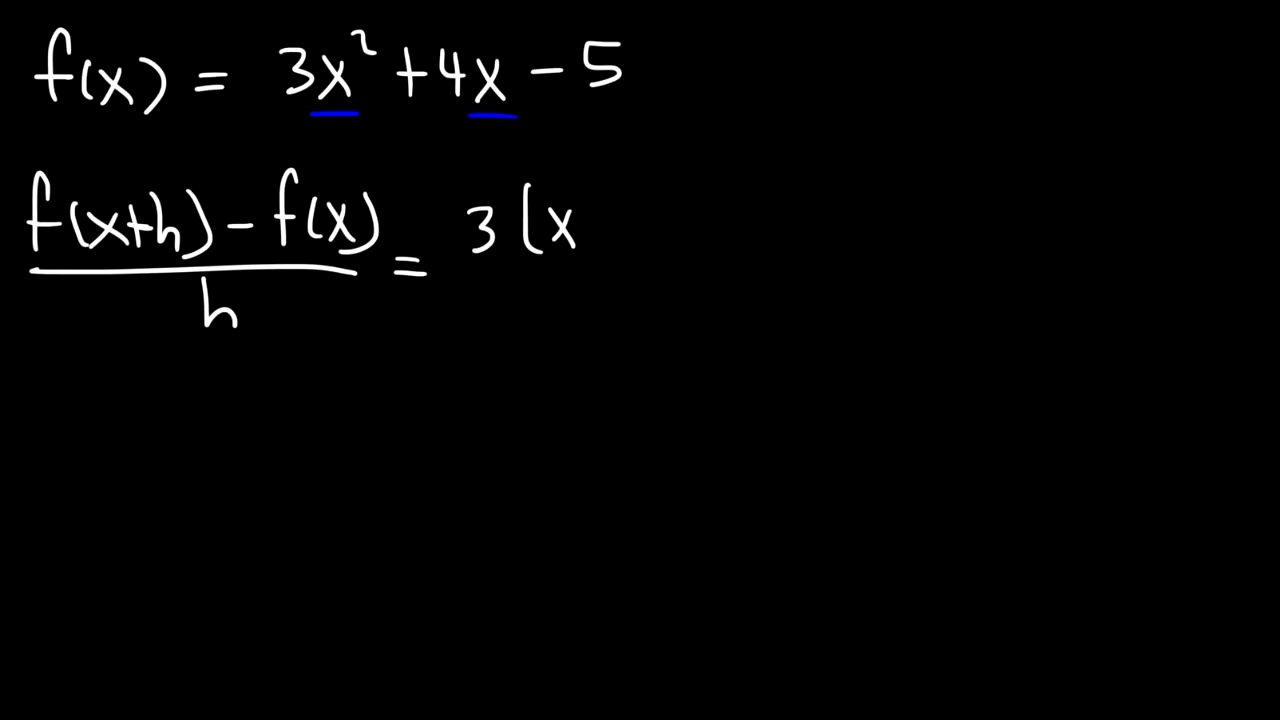 f(x) = 3x² + 4x - 5
f(x+h) - f(x) = 3(x
h